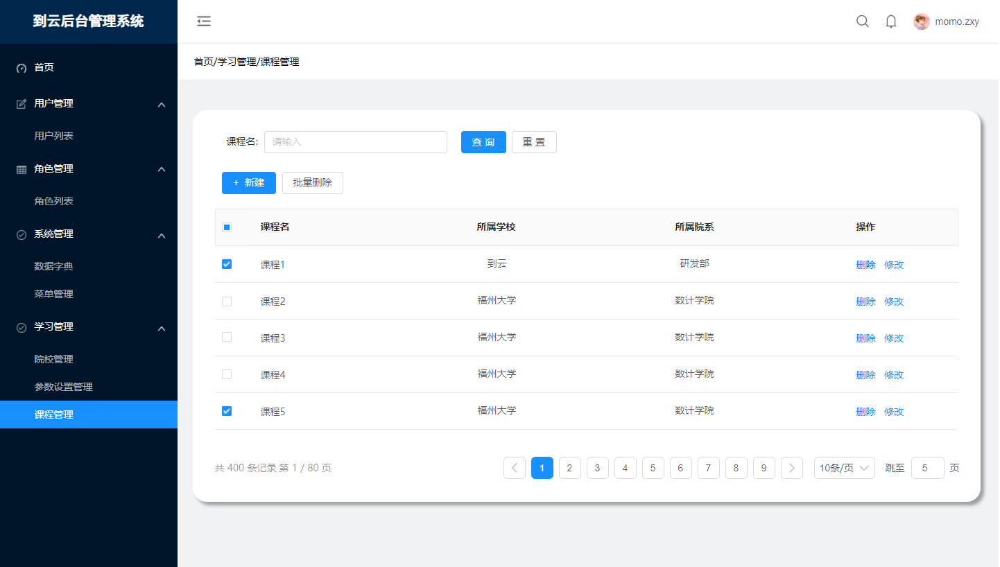 到云后台管理系统
momo.zxy
首页/学习管理/课程管理
首页
用户管理
用户列表
角色管理
角色列表
系统管理
数据字典
菜单管理
学习管理
院校管理
参数设置管理
课程管理
课程名: 请输入 查 询 重 置
+ 新建 批量删除
课程名 所属学校 所属院系 操作
课程1 到云 研发部 删除 修改
课程2 福州大学 数计学院 删除 修改
课程3 福州大学 数计学院 删除 修改
课程4 福州大学 数计学院 删除 修改
课程5 福州大学 数计学院 删除 修改
共 400 条记录 第 1 / 80 页 1 2 3 4 5 6 7 8 9 10条/页 跳至 5 页